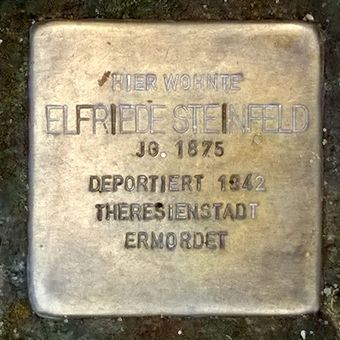 HIER WOHNTE
ELFRIEDE STEINFELD
JG. 1875
DEPORTIERT 1942
THERESIENSTADT
ERMORDET